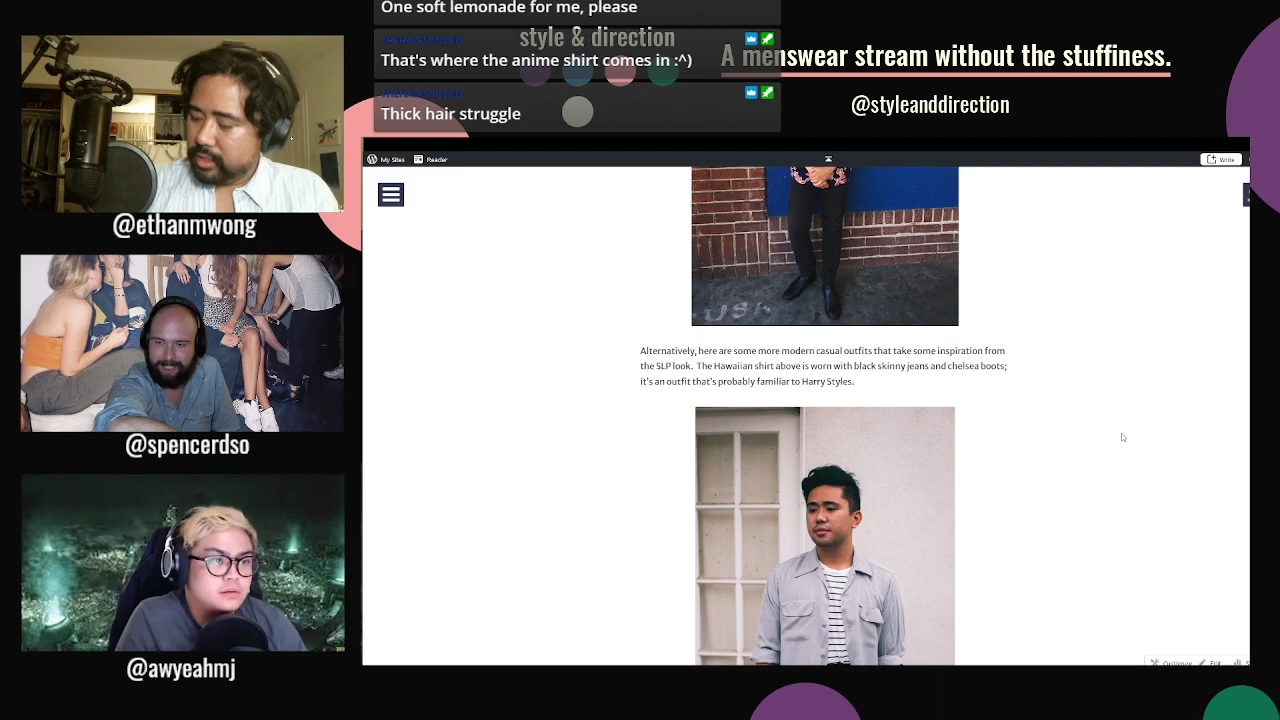 One soft lemonade for me, please
style & direction
That's where the anime shirt comes in :^)
Thick hair struggle
A menswear stream without the stuffiness.
@styleanddirection
@ethanmwong
@spencerdso
@awyeahmj
My Sites
Reader
Write
USA
Alternatively, here are some more modern casual outfits that take some inspiration from
the SLP look. The Hawaiian shirt above is worn with black skinny jeans and chelsea boots;
it's an outfit that's probably familiar to Harry Styles.
Customize
Edit